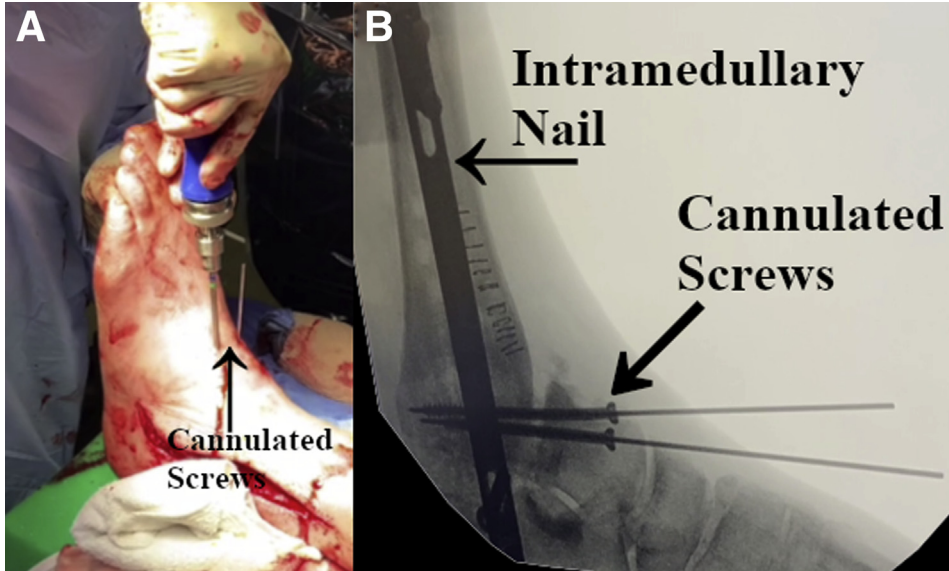 A
Cannulated
Screws
B
Intramedullary
Nail
Cannulated
Screws